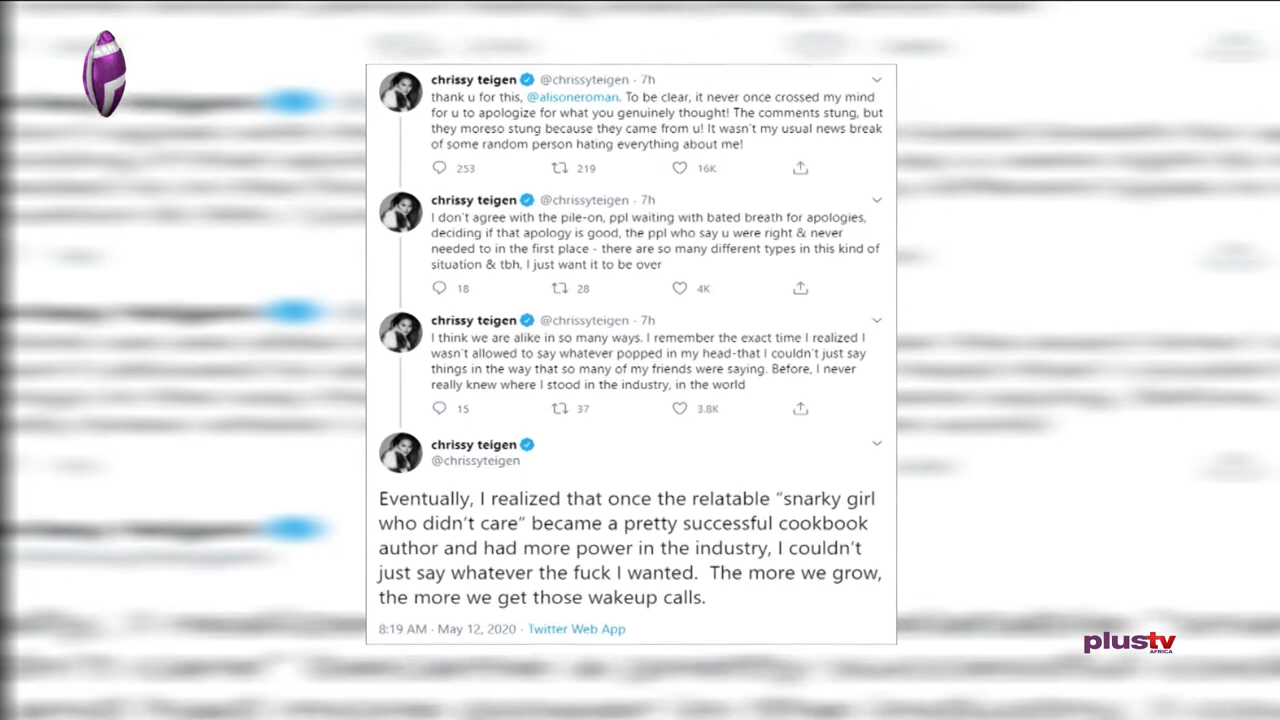 chrissy teigen @chrissyteigen · 7h
thank u for this, @alisoneroman. To be clear, it never once crossed my mind
for u to apologize for what you genuinely thought! The comments stung, but
they moreso stung because they came from u! It wasn't my usual news break
of some random person hating everything about me!
253 219 16K
chrissy teigen @chrissyteigen · 7h
I don't agree with the pile-on, ppl waiting with bated breath for apologies,
deciding if that apology is good, the ppl who say u were right & never
needed to in the first place - there are so many different types in this kind of
situation & tbh, I just want it to be over
18 28 4K
chrissy teigen @chrissyteigen · 7h
I think we are alike in so many ways. I remember the exact time I realized I
wasn't allowed to say whatever popped in my head-that I couldn't just say
things in the way that so many of my friends were saying. Before, I never
really knew where I stood in the industry, in the world
15 37 3.8K
chrissy teigen
@chrissyteigen
Eventually, I realized that once the relatable “snarky girl
who didn't care” became a pretty successful cookbook
author and had more power in the industry, I couldn't
just say whatever the fuck I wanted. The more we grow,
the more we get those wakeup calls.
8:19 AM · May 12, 2020 · Twitter Web App
plustv
AFRICA